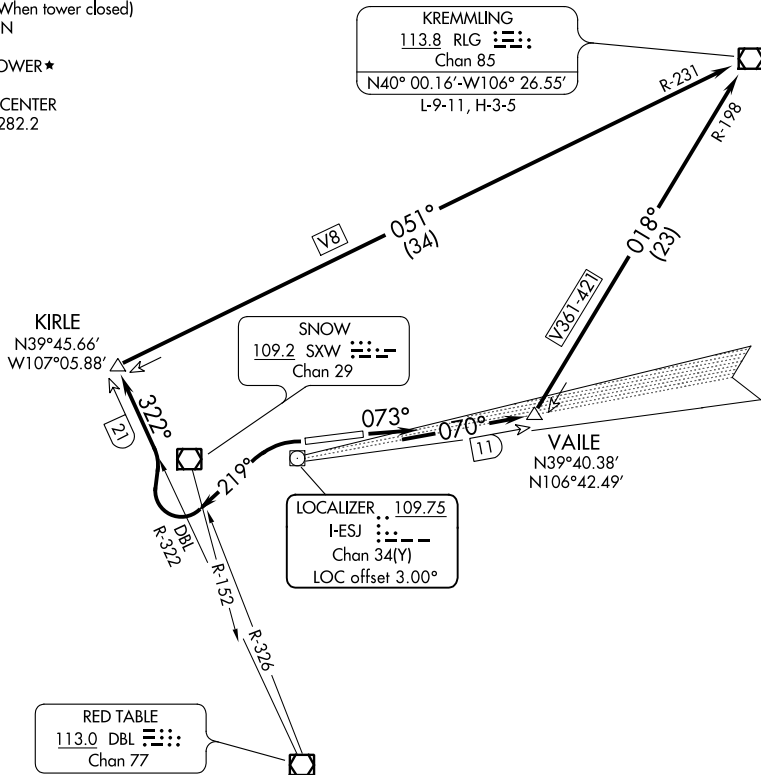 When tower closed)
N
OWER★
CENTER
282.2
KREMMLING
113.8 RLG
Chan 85
N40° 00.16’-W106° 26.55’
L-9-11, H-3-5
R-231
R-198
V8
051°
(34)
018°
(23)
V361-421
KIRLE
N39°45.66’
W107°05.88’
SNOW
109.2 SXW
Chan 29
21
322°
219°
073°
070°
11
VAILE
N39°40.38’
N106°42.49’
LOCALIZER 109.75
I-ESJ
Chan 34(Y)
LOC offset 3.00°
DBL
R-322
R-152
R-326
RED TABLE
113.0 DBL
Chan 77